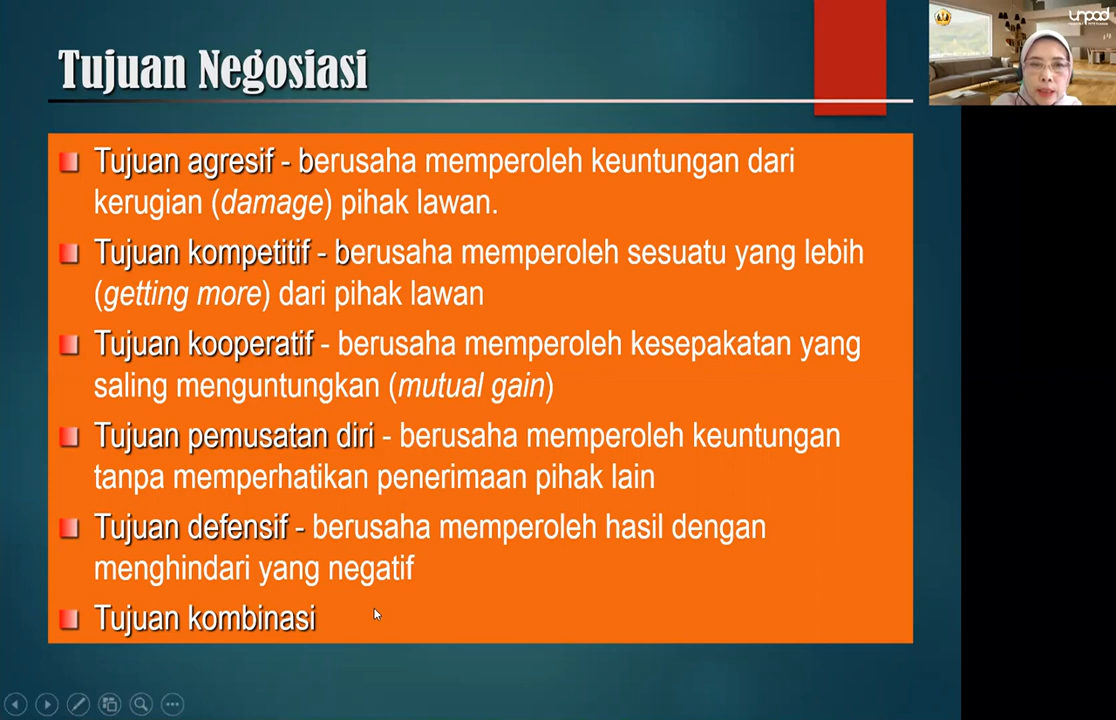 Tujuan Negosiasi
unpad
Tujuan agresif - berusaha memperoleh keuntungan dari
kerugian (damage) pihak lawan.
Tujuan kompetitif - berusaha memperoleh sesuatu yang lebih
(getting more) dari pihak lawan
Tujuan kooperatif - berusaha memperoleh kesepakatan yang
saling menguntungkan (mutual gain)
Tujuan pemusatan diri - berusaha memperoleh keuntungan
tanpa memperhatikan penerimaan pihak lain
Tujuan defensif - berusaha memperoleh hasil dengan
menghindari yang negatif
Tujuan kombinasi